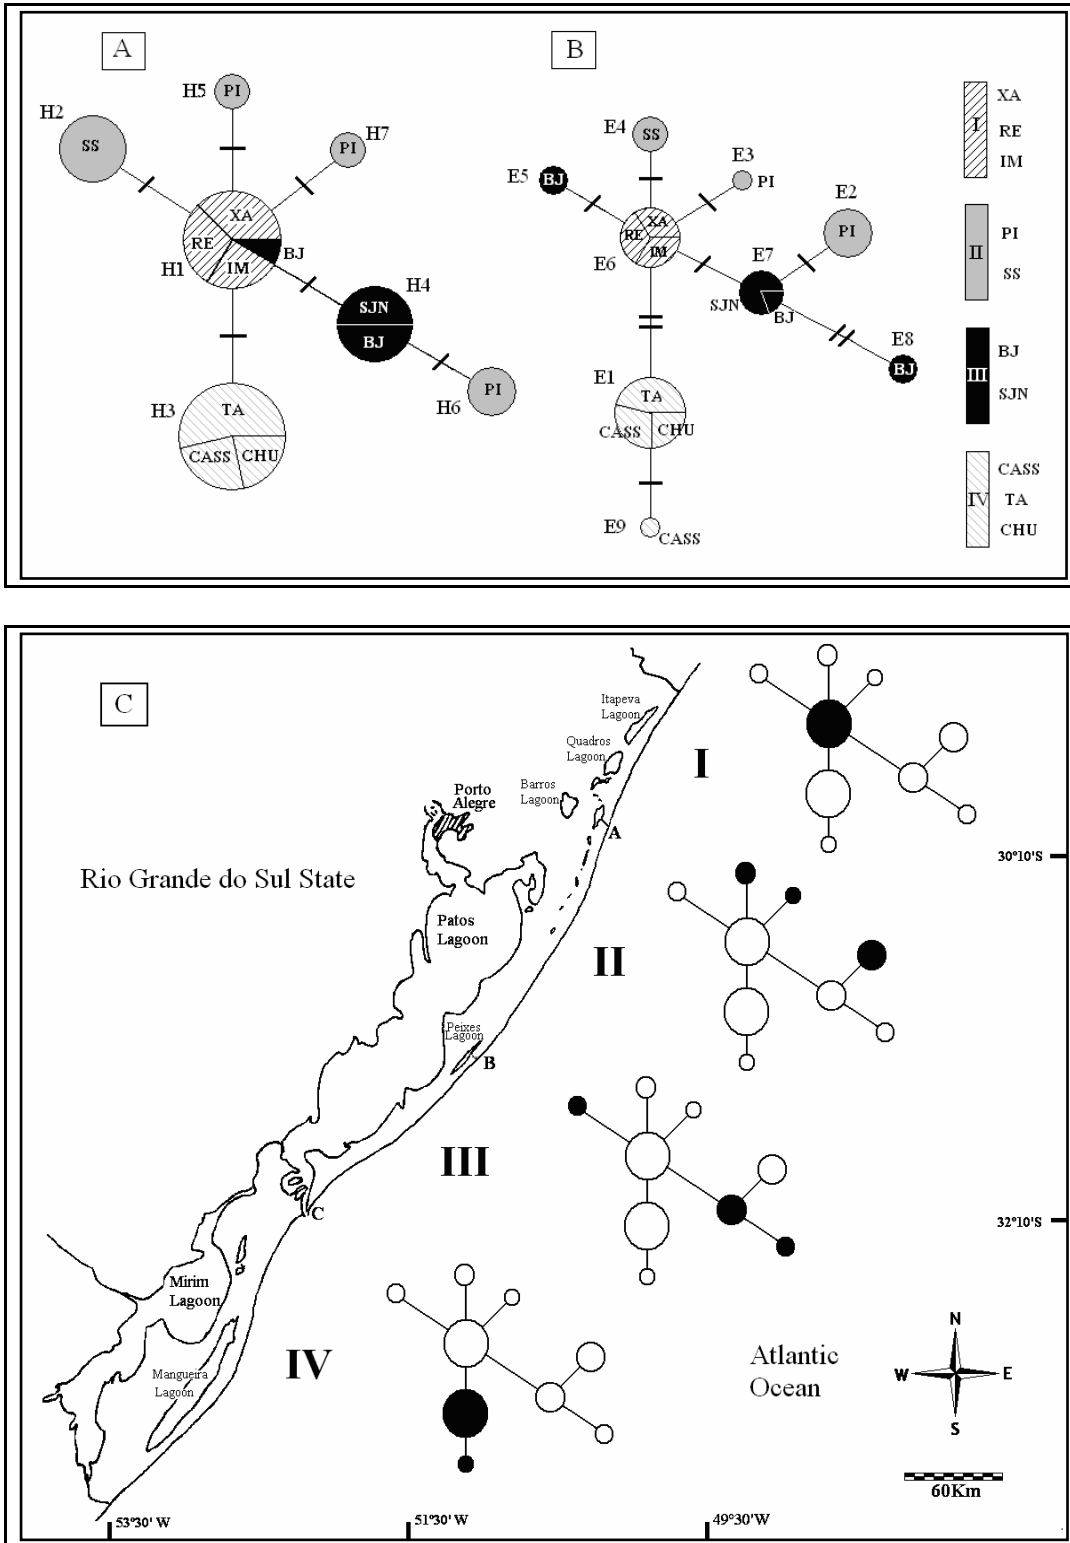 A
H5
PI
H2
SS
H7
PI
XA
RE
IM
BJ
H1
H4
SJN
BJ
H6
PI
H3
TA
CASS
CHU
B
E4
SS
E3
PI
E5
BJ
E2
PI
XA
RE
IM
E6
E7
SJN
BJ
E8
BJ
E1
TA
CASS
CHU
E9
CASS
I
XA
RE
IM
II
PI
SS
III
BJ
SJN
IV
CASS
TA
CHU
C
Itapeva
Lagoon
Quadros
Lagoon
Barros
Lagoon
Porto
Alegre
A
I
30°10'S
Rio Grande do Sul State
Patos
Lagoon
II
Peixes
Lagoon
B
III
C
32°10'S
Mirim
Lagoon
Mangueira
Lagoon
IV
Atlantic
Ocean
N
W
E
S
60Km
53°30' W
51°30' W
49°30' W